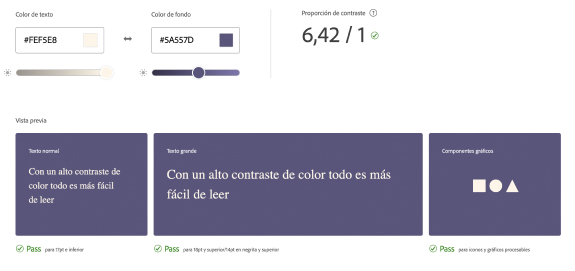 Color de texto
Color de fondo
Proporción de contraste
#FEF5E8
#5A557D
6,42 / 1
Vista previa
Texto normal
Con un alto contraste de
color todo es más fácil
de leer
Texto grande
Con un alto contraste de color todo es más
fácil de leer
Componentes gráficos
Pass para 17pt e inferior
Pass para 18pt y superior/14pt en negrita y superior
Pass para iconos y gráficos procesables